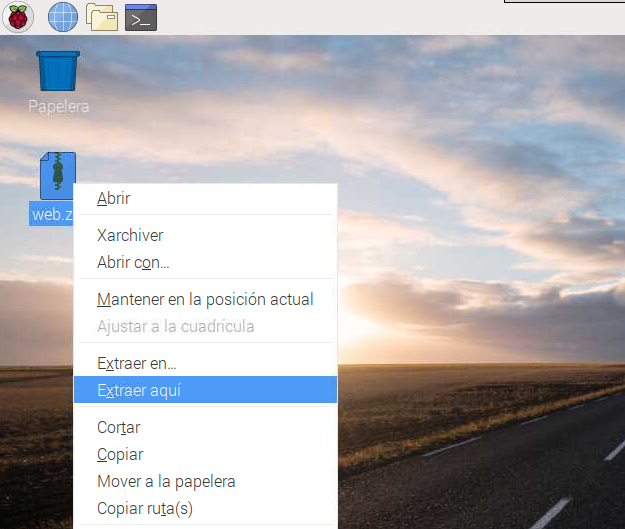 >_
Papelera
web.z
Abrir
Xarchiver
Abrir con...
Mantener en la posición actual
Ajustar a la cuadrícula
Extraer en...
Extraer aquí
Cortar
Copiar
Mover a la papelera
Copiar ruta(s)